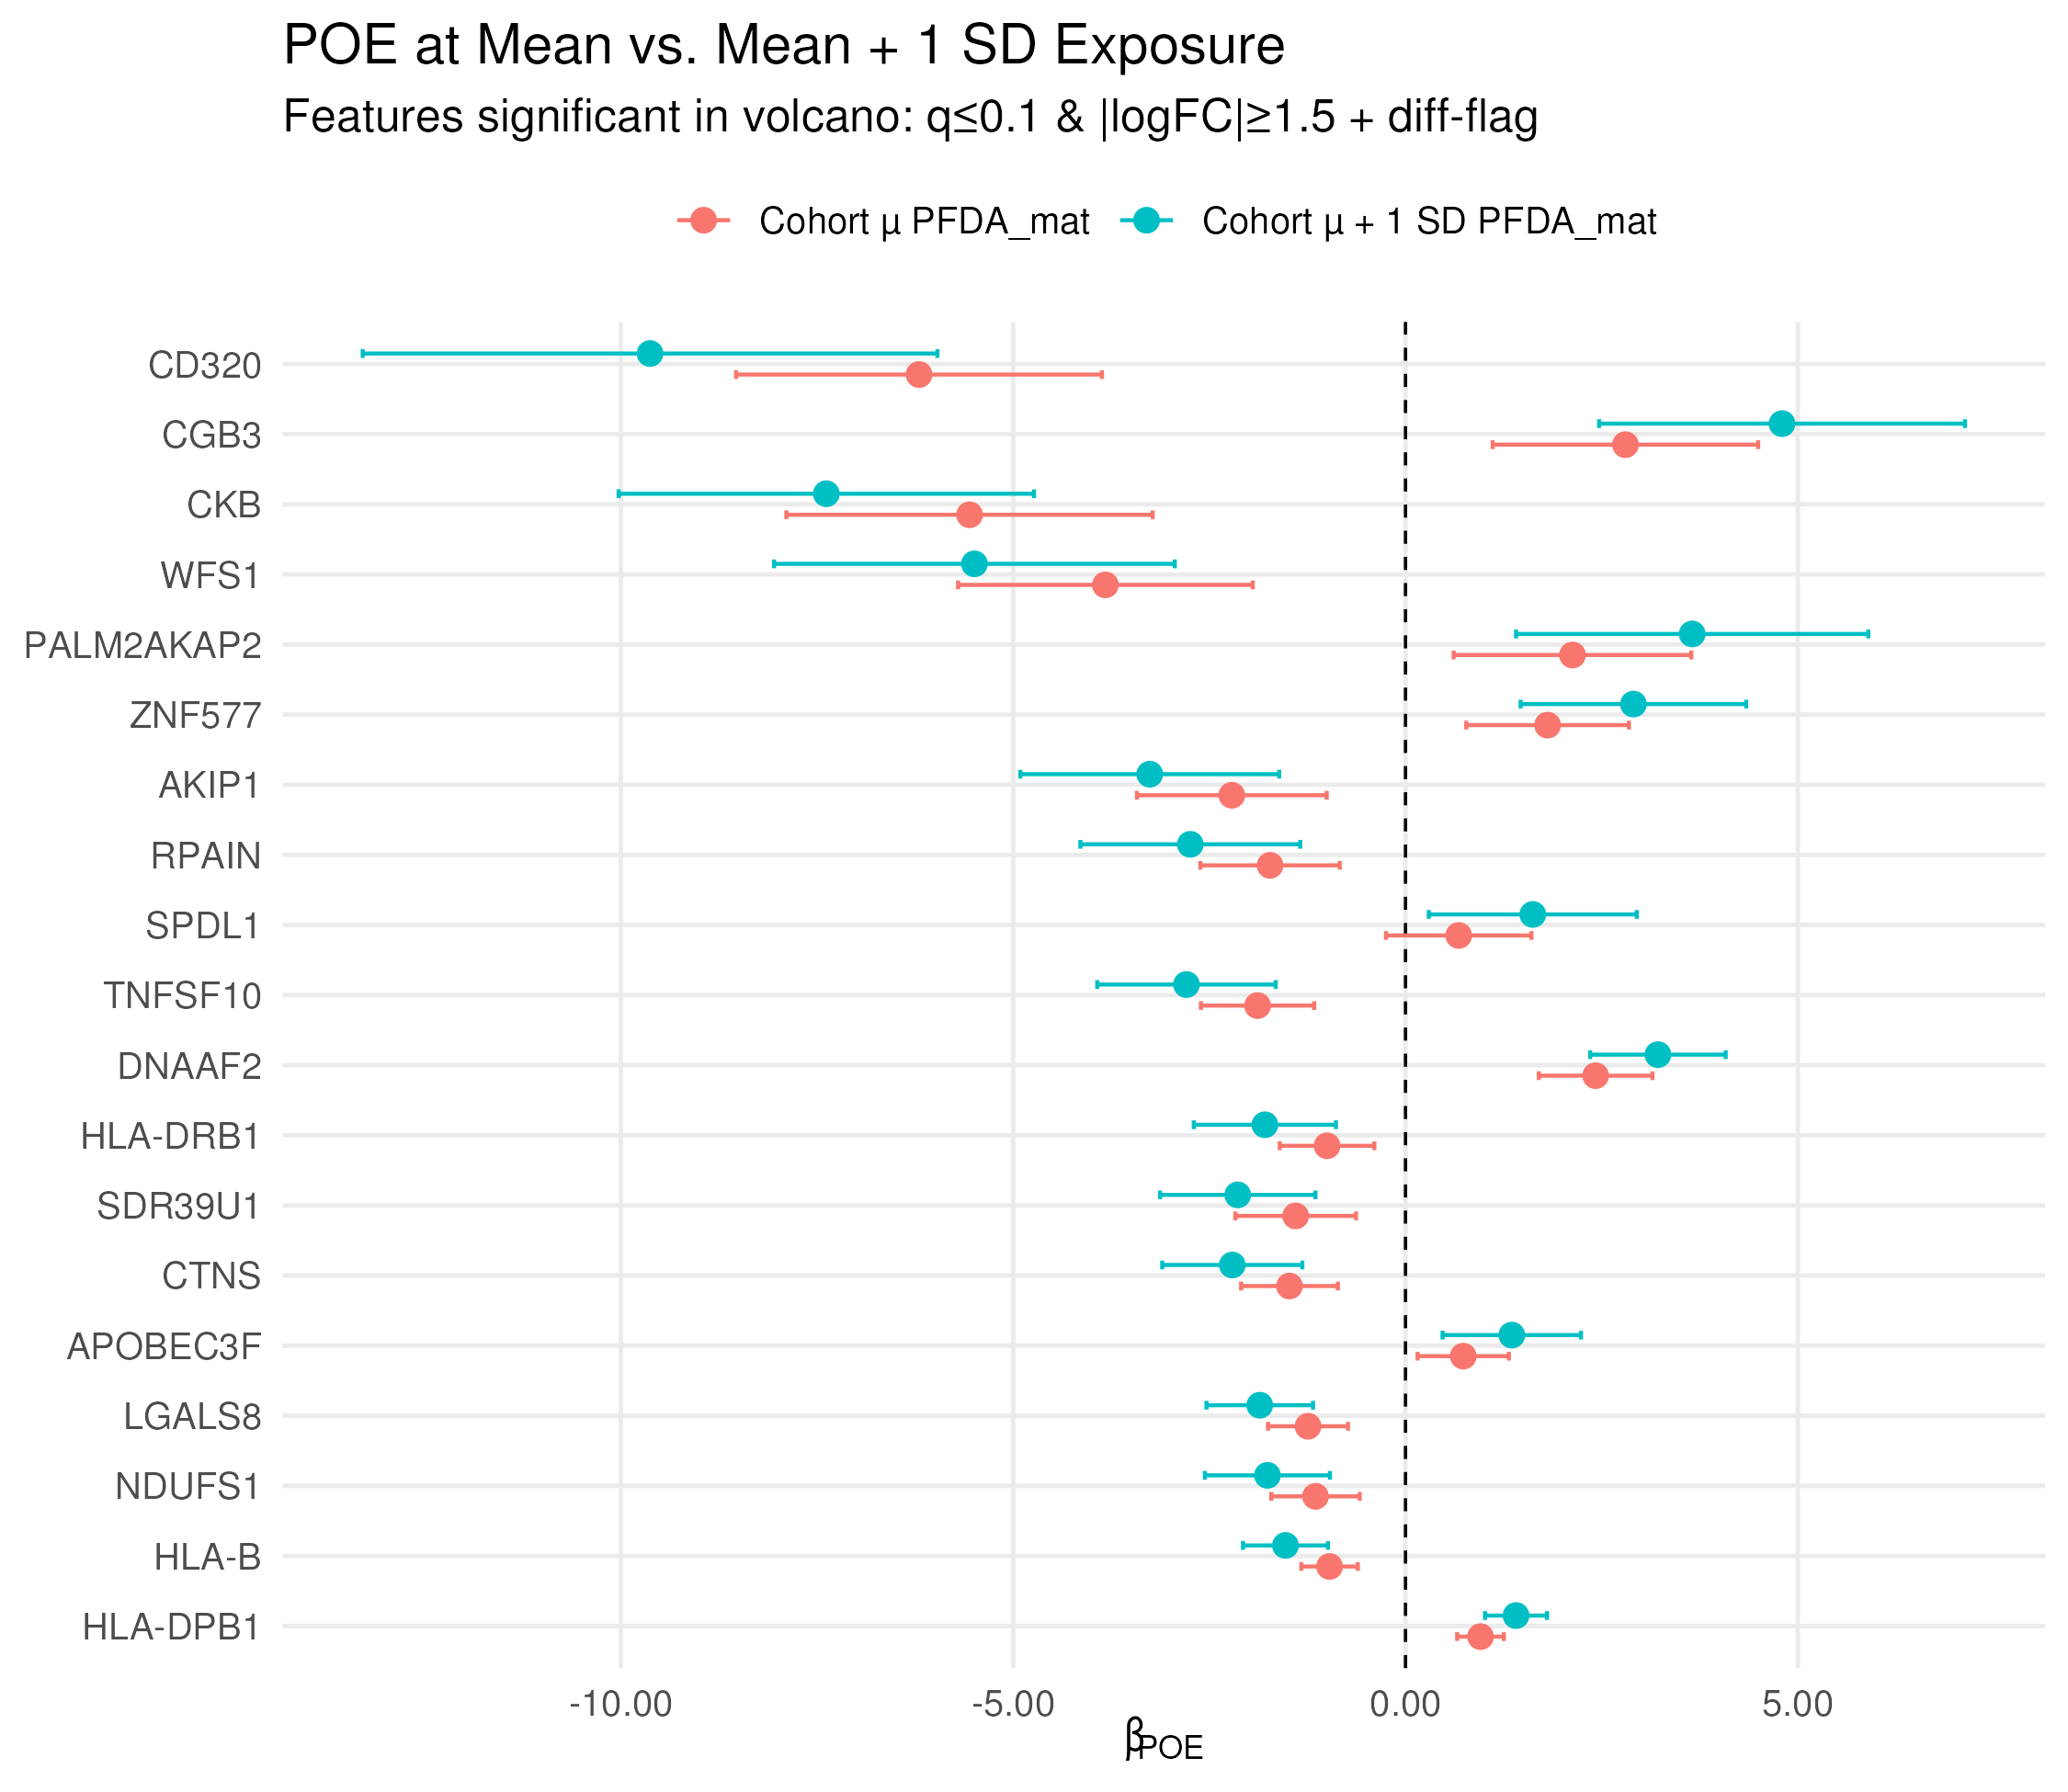 POE at Mean vs. Mean + 1 SD Exposure
Features significant in volcano: q≤0.1 & |logFC|≥1.5 + diff-flag
Cohort μ PFDA_mat Cohort μ + 1 SD PFDA_mat
CD320
CGB3
CKB
WFS1
PALM2AKAP2
ZNF577
AKIP1
RPAIN
SPDL1
TNFSF10
DNAAF2
HLA-DRB1
SDR39U1
CTNS
APOBEC3F
LGALS8
NDUFS1
HLA-B
HLA-DPB1
-10.00 -5.00 0.00 5.00
βPOE